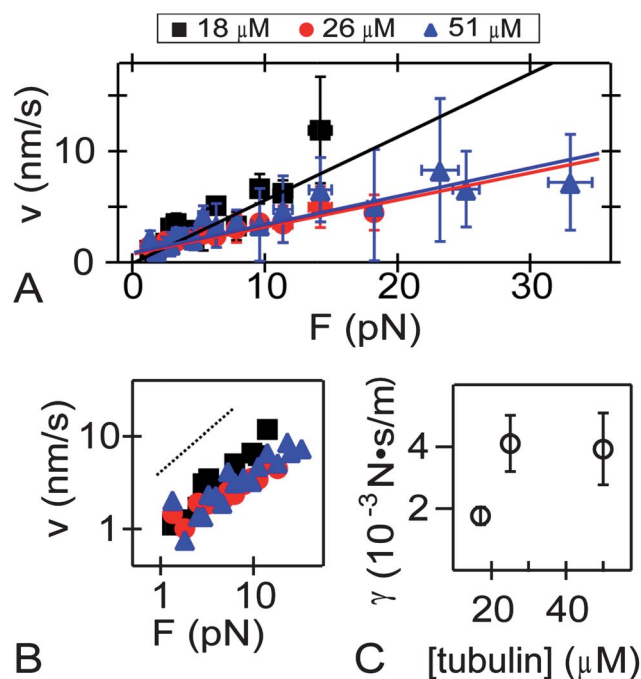 18 μM 26 μM 51 μM
v (nm/s)
10
0
0 10 20 30
F (pN)
A
v (nm/s)
10
1
1 10
F (pN)
B
γ (10⁻³ N•s/m)
4
2
20 40
[tubulin] (μM)
C